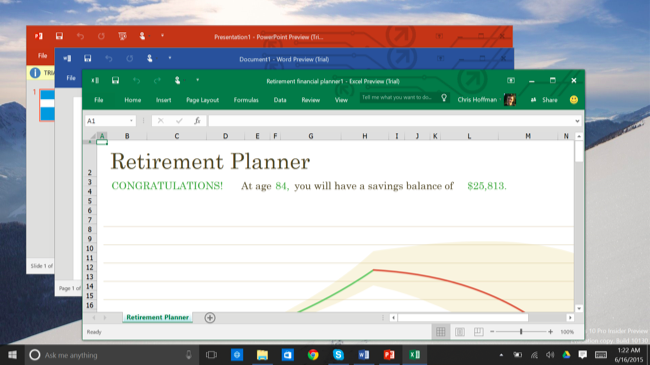 Presentation1 - PowerPoint Preview (Tri...
File
Document1 - Word Preview (Trial)
File
Retirement financial planner1 - Excel Preview (Trial)
File Home Insert Page Layout Formulas Data Review View Tell me what you want to do... Chris Hoffman Share
A1
fx
A B C D E F G H I J K L M N
Retirement Planner
CONGRATULATIONS! At age 84, you will have a savings balance of $25,813.
2
3
4
5
6
7
8
9
10
11
12
13
14
15
16
1
Slide 1 of
Page 1 of
Retirement Planner
Ready
100%
10 Pro Insider Preview
Build 10130
Ask me anything
1:22 AM
6/16/2015